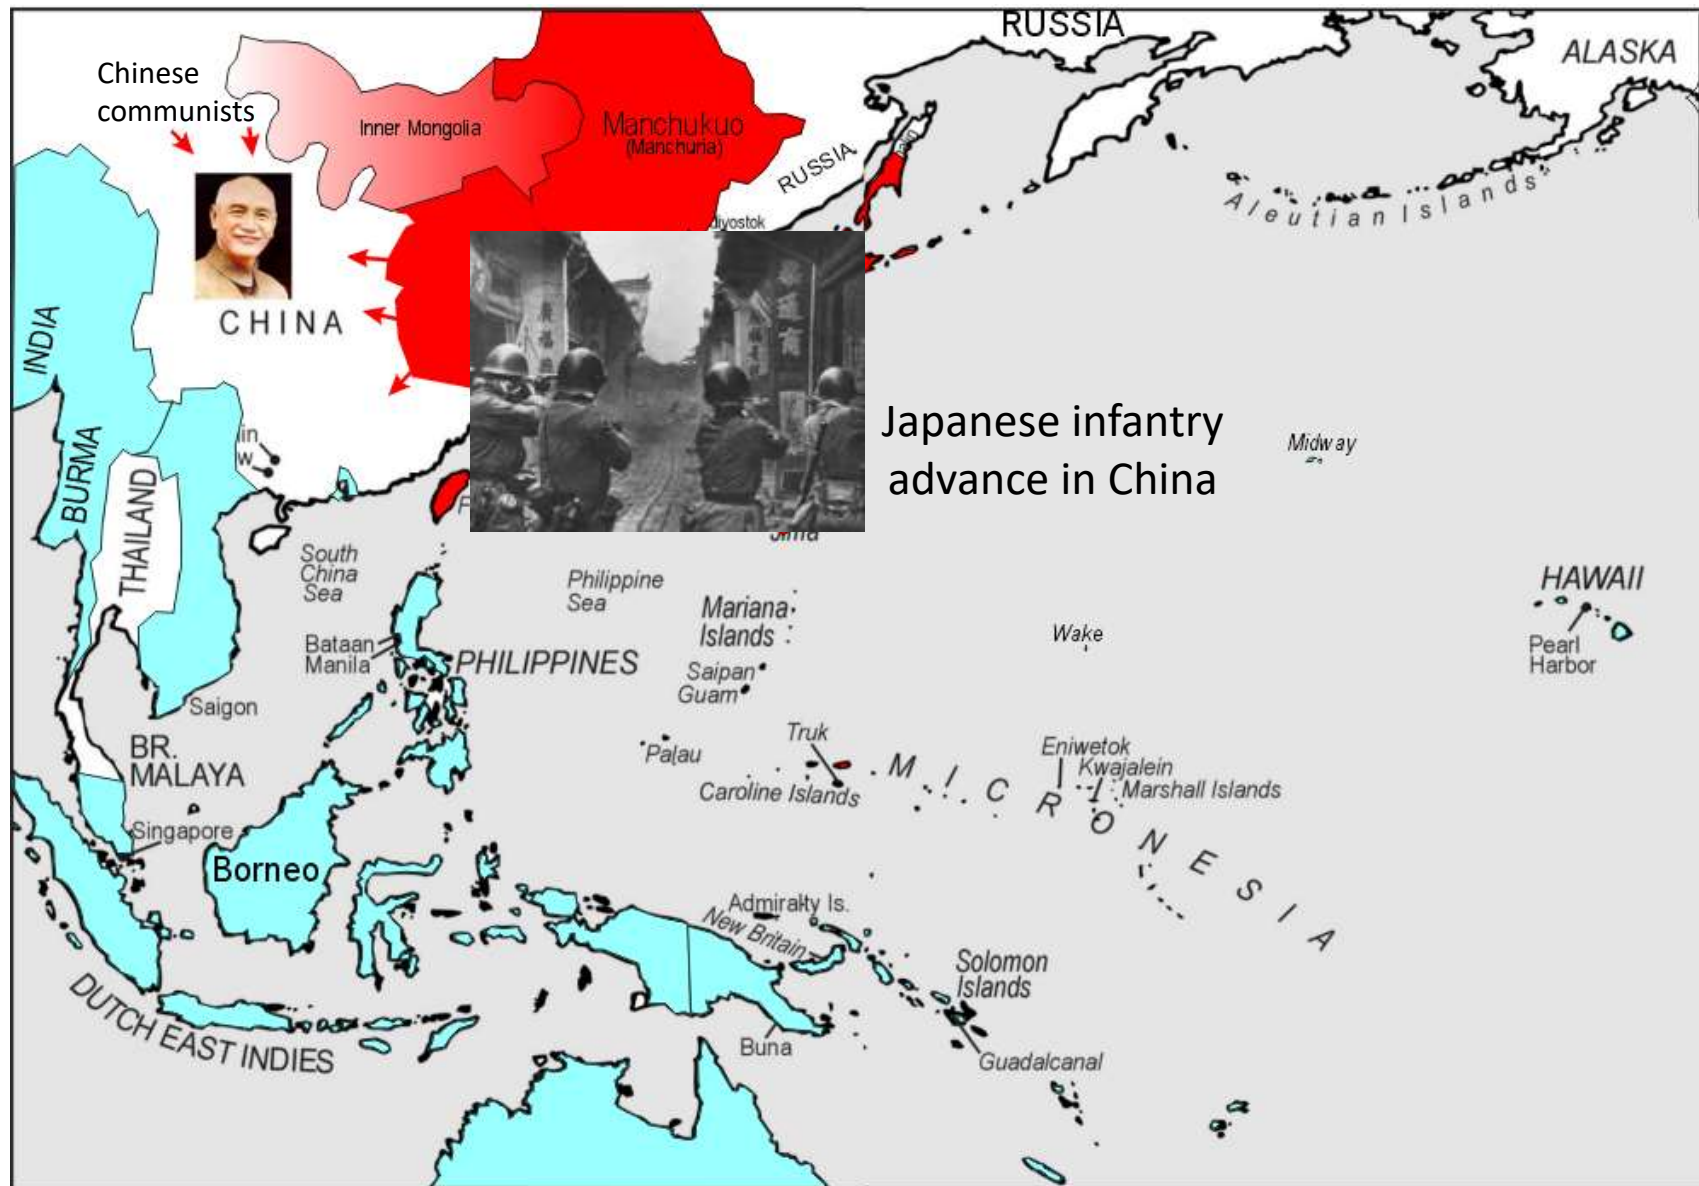 RUSSIA
ALASKA
Chinese
communists
Inner Mongolia
Manchukuo
(Manchuria)
RUSSIA
Aleutian Islands
CHINA
INDIA
Japanese infantry
advance in China
Midway
BURMA
THAILAND
South
China
Sea
Philippine
Sea
HAWAII
Mariana
Islands
Wake
Pearl
Harbor
Bataan
Manila
PHILIPPINES
Saipan
Guam
Saigon
Truk
Palau
BR.
MALAYA
Eniwetok
Kwajalein
Marshall Islands
Caroline Islands
MICRONESIA
Singapore
Borneo
Admiralty Is.
New Britain
Solomon
Islands
DUTCH EAST INDIES
Buna
Guadalcanal